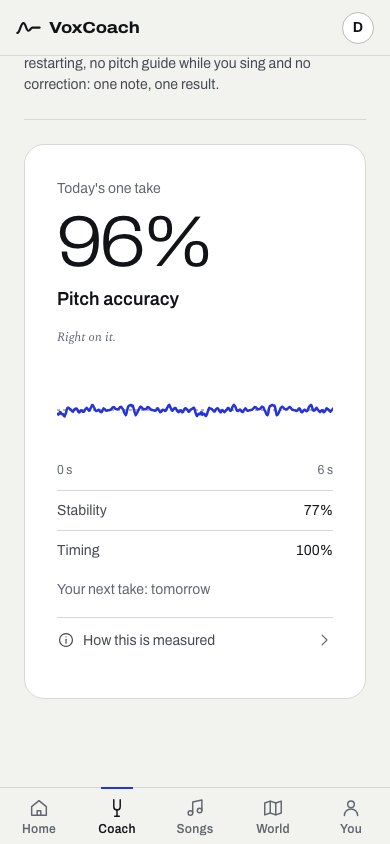 VoxCoach
D
restarting, no pitch guide while you sing and no
correction: one note, one result.
Today's one take
96%
Pitch accuracy
Right on it.
0 s
6 s
Stability
77%
Timing
100%
Your next take: tomorrow
How this is measured
Home
Coach
Songs
World
You